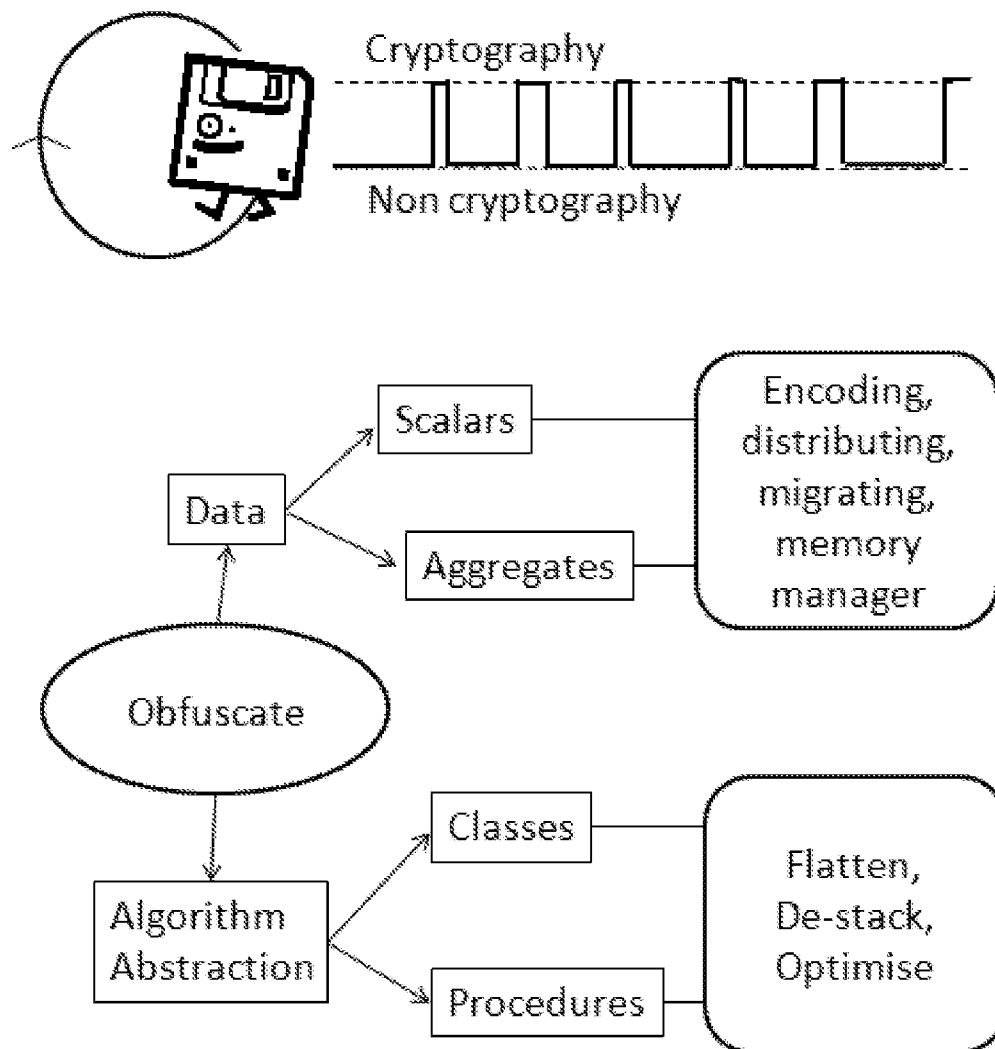 Cryptography
Non cryptography
Scalars
Data
Aggregates
Encoding,
distributing,
migrating,
memory
manager
Obfuscate
Classes
Algorithm
Abstraction
Procedures
Flatten,
De-stack,
Optimise